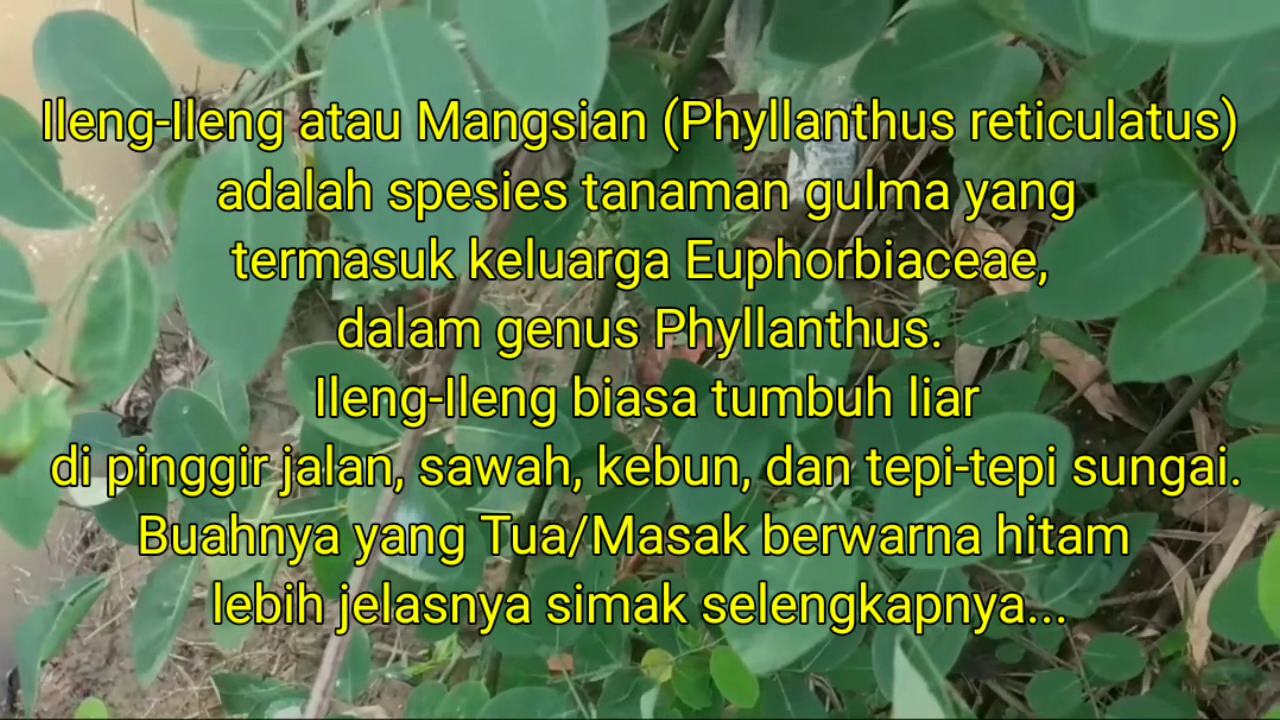 Ileng-Ileng atau Mangsian (Phyllanthus reticulatus)
adalah spesies tanaman gulma yang
termasuk keluarga Euphorbiaceae,
dalam genus Phyllanthus.
Ileng-Ileng biasa tumbuh liar
di pinggir jalan, sawah, kebun, dan tepi-tepi sungai.
Buahnya yang Tua/Masak berwarna hitam
lebih jelasnya simak selengkapnya...